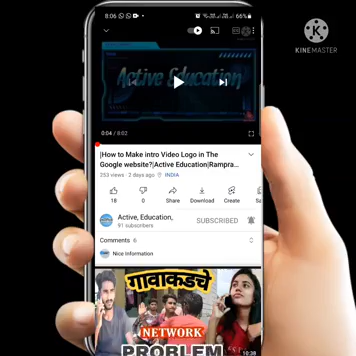 8:06
66%
KINEMASTER
Active Education
0:04 / 8:02
|How to Make intro Video Logo in The
Google website?|Active Education|Rampra...
253 views · 2 days ago INDIA
18 0 Share Download Create
Active, Education,
91 subscribers
SUBSCRIBED
Comments 6
Nice Information
गावाकडचे
NETWORK
PROBLEM
10:38